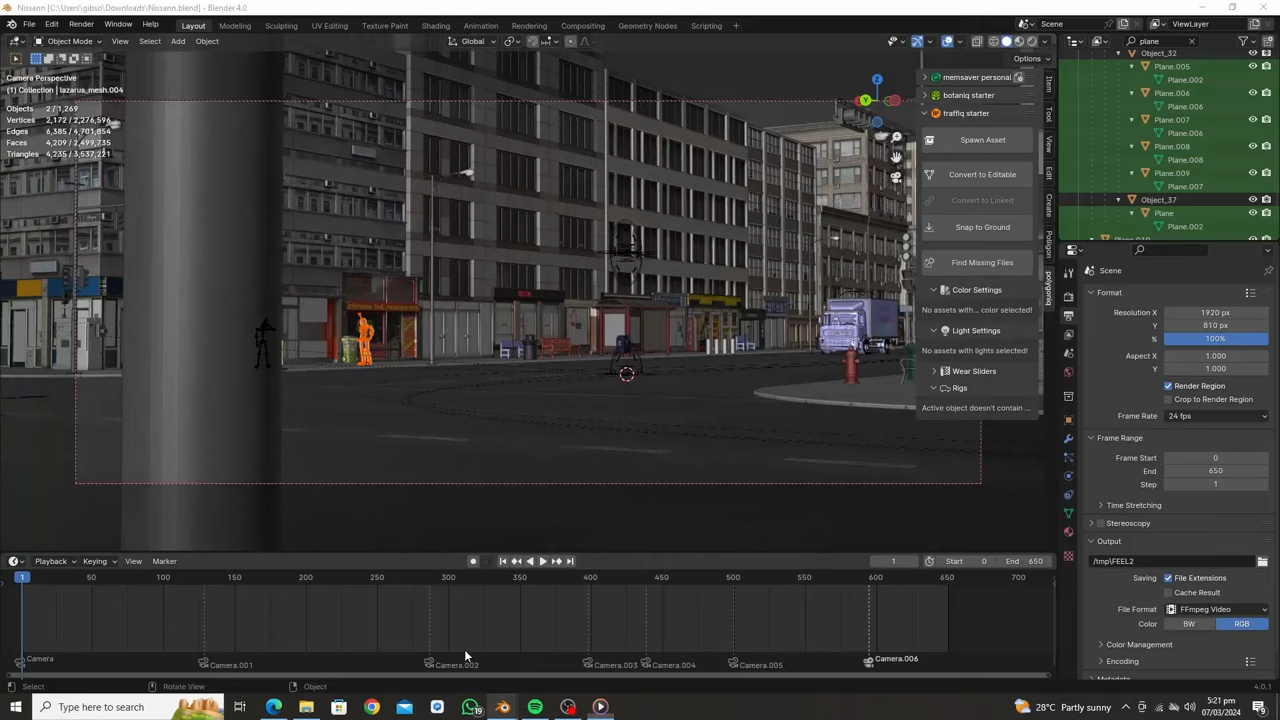 Nissann: [C:\Users\gibso\Downloads\Nissann.blend] - Blender 4.0
File Edit Render Window Help
Layout Modeling Sculpting UV Editing Texture Paint Shading Animation Rendering Compositing Geometry Nodes Scripting
Scene
ViewLayer
Object Mode View Select Add Object
Global
plane
Options
Camera Perspective
(1) Collection | lazarus_mesh.004
Objects 2 / 1,269
Vertices 2,172 / 2,276,596
Edges 6,385 / 4,701,854
Faces 4,209 / 2,499,735
Triangles 4,235 / 3,537,221
Z
Y
memsaver personal
botaniq starter
traffiq starter
Spawn Asset
Convert to Editable
Convert to Linked
Snap to Ground
Find Missing Files
Color Settings
No assets with... color selected!
Light Settings
No assets with lights selected!
Wear Sliders
Rigs
Active object doesn't contain ...
Item
Tool
View
Edit
Create
Poliigon
polygoniq
Object_32
Plane.005
Plane.002
Plane.006
Plane.006
Plane.007
Plane.006
Plane.008
Plane.008
Plane.009
Plane.007
Object_37
Plane
Plane.002
Plane.010
Scene
Format
Resolution X 1920 px
Y 810 px
% 100%
Aspect X 1.000
Y 1.000
Render Region
Crop to Render Region
Frame Rate 24 fps
Frame Range
Frame Start 0
End 650
Step 1
Time Stretching
Stereoscopy
Output
/tmp\FEEL2
Saving File Extensions
Cache Result
File Format FFmpeg Video
Color BW RGB
Color Management
Encoding
Metadata
Playback Keying View Marker
1
Start 0
End 650
1 50 100 150 200 250 300 350 400 450 500 550 600 650 700
Camera Camera.001 Camera.002 Camera.003 Camera.004 Camera.005 Camera.006
Select
Rotate View
Object
4.0.1
Type here to search
19
28°C Partly sunny
5:21 pm
07/03/2024